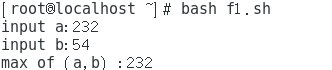 [root@localhost ~]# bash f1.sh
input a:232
input b:54
max of (a,b) :232